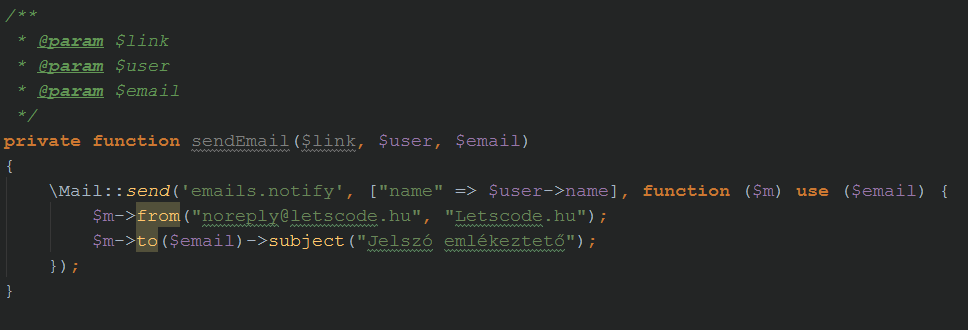 /**
 * @param $link
 * @param $user
 * @param $email
 */
private function sendEmail($link, $user, $email)
{
    \Mail::send('emails.notify', ["name" => $user->name], function ($m) use ($email) {
        $m->from("noreply@letscode.hu", "Letscode.hu");
        $m->to($email)->subject("Jelszó emlékeztető");
    });
}